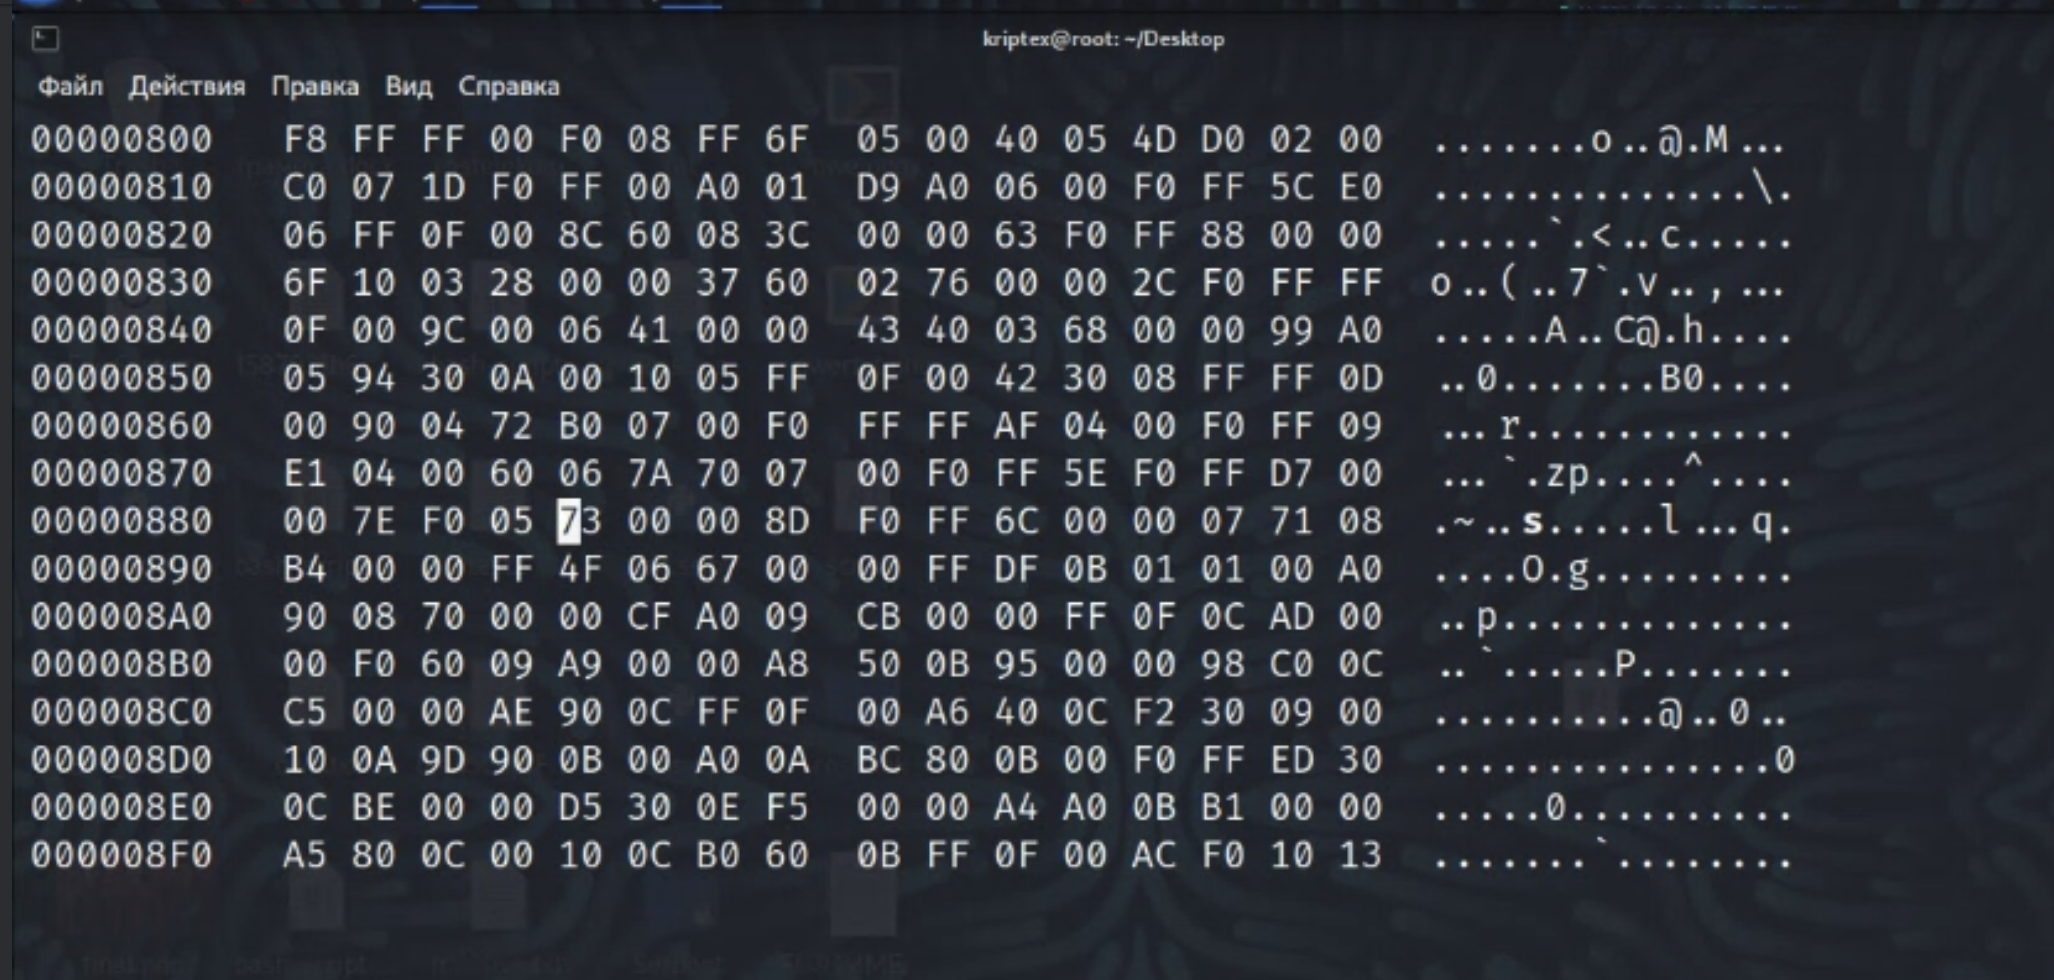 kriptex@root: ~/Desktop
Файл Действия Правка Вид Справка
00000800 F8 FF FF 00 F0 08 FF 6F 05 00 40 05 4D D0 02 00 .......o..@.M...
00000810 C0 07 1D F0 FF 00 A0 01 D9 A0 06 00 F0 FF 5C E0 ..............\.
00000820 06 FF 0F 00 8C 60 08 3C 00 00 63 F0 FF 88 00 00 .....`.<..c.....
00000830 6F 10 03 28 00 00 37 60 02 76 00 00 2C F0 FF FF o..(..7`.v..,...
00000840 0F 00 9C 00 06 41 00 00 43 40 03 68 00 00 99 A0 .....A..C@.h....
00000850 05 94 30 0A 00 10 05 FF 0F 00 42 30 08 FF FF 0D ..0.......B0....
00000860 00 90 04 72 B0 07 00 F0 FF FF AF 04 00 F0 FF 09 ...r............
00000870 E1 04 00 60 06 7A 70 07 00 F0 FF 5E F0 FF D7 00 ...`.zp....^....
00000880 00 7E F0 05 73 00 00 8D F0 FF 6C 00 00 07 71 08 .~..s.....l...q.
00000890 B4 00 00 FF 4F 06 67 00 00 FF DF 0B 01 01 00 A0 ....O.g.........
000008A0 90 08 70 00 00 CF A0 09 CB 00 00 FF 0F 0C AD 00 ..p.............
000008B0 00 F0 60 09 A9 00 00 A8 50 0B 95 00 00 98 C0 0C ..`.....P.......
000008C0 C5 00 00 AE 90 0C FF 0F 00 A6 40 0C F2 30 09 00 ..........@..0..
000008D0 10 0A 9D 90 0B 00 A0 0A BC 80 0B 00 F0 FF ED 30 ...............0
000008E0 0C BE 00 00 D5 30 0E F5 00 00 A4 A0 0B B1 00 00 .....0..........
000008F0 A5 80 0C 00 10 0C B0 60 0B FF 0F 00 AC F0 10 13 .......`........